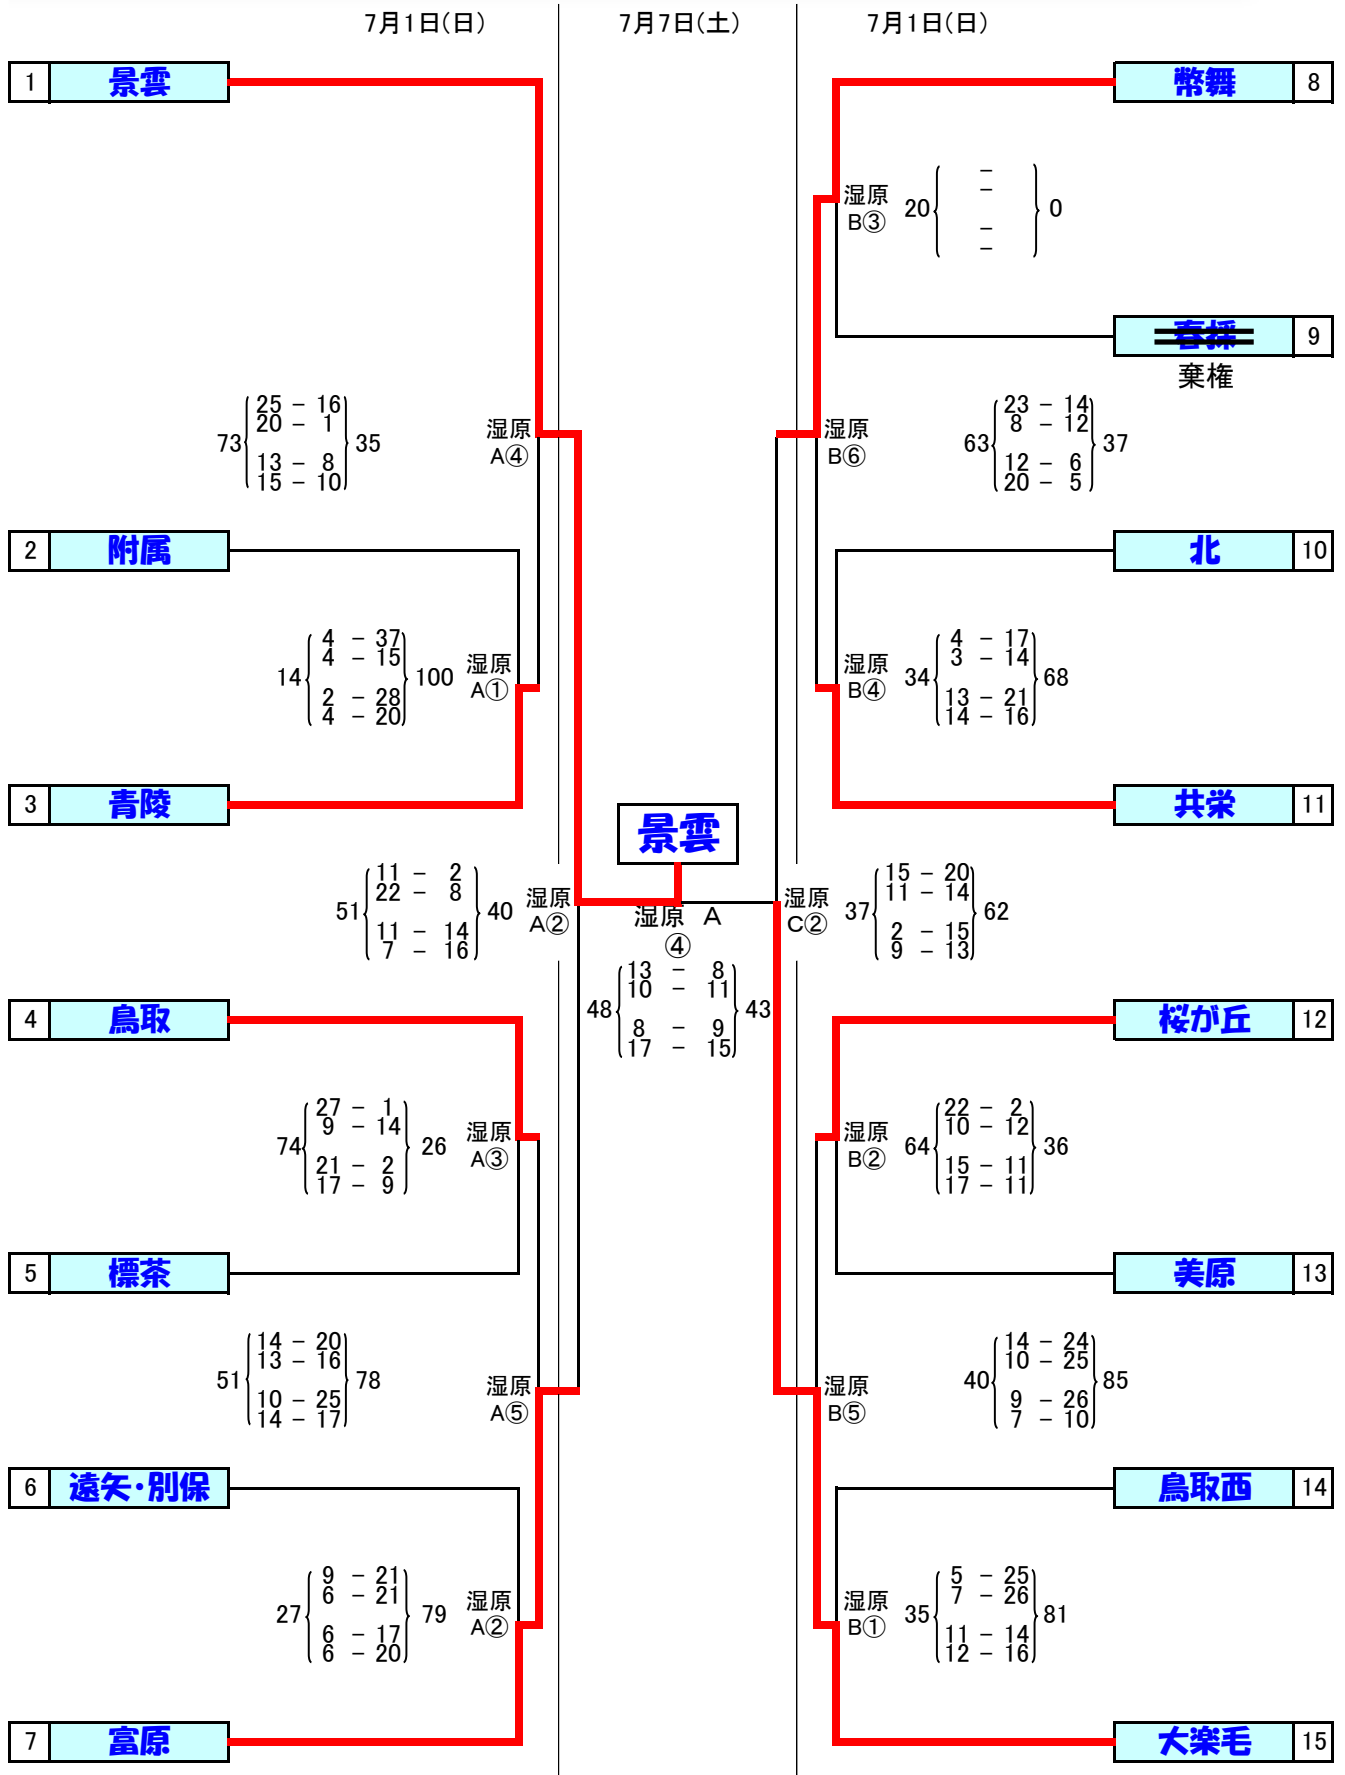 7月1日(日)
7月7日(土)
7月1日(日)
1 景雲
73 35
25 - 16
20 - 1
13 - 8
15 - 10
湿原
A④
2 附属
14 100
4 - 37
4 - 15
2 - 28
4 - 20
湿原
A①
3 青陵
51 40
11 - 2
22 - 8
11 - 14
7 - 16
湿原
A②
4 鳥取
74 26
27 - 1
9 - 14
21 - 2
17 - 9
湿原
A③
5 標茶
51 78
14 - 20
13 - 16
10 - 25
14 - 17
湿原
A⑤
6 遠矢・別保
27 79
9 - 21
6 - 21
6 - 17
6 - 20
湿原
A②
7 富原
景雲
湿原 A
④
48 43
13 - 8
10 - 11
8 - 9
17 - 15
幣舞 8
湿原
B③
20 0
-
-
-
-
春採 9
棄権
湿原
B⑥
63 37
23 - 14
8 - 12
12 - 6
20 - 5
北 10
湿原
B④
34 68
4 - 17
3 - 14
13 - 21
14 - 16
共栄 11
湿原
C②
37 62
15 - 20
11 - 14
2 - 15
9 - 13
桜が丘 12
湿原
B②
64 36
22 - 2
10 - 12
15 - 11
17 - 11
美原 13
湿原
B⑤
40 85
14 - 24
10 - 25
9 - 26
7 - 10
鳥取西 14
湿原
B①
35 81
5 - 25
7 - 26
11 - 14
12 - 16
大楽毛 15